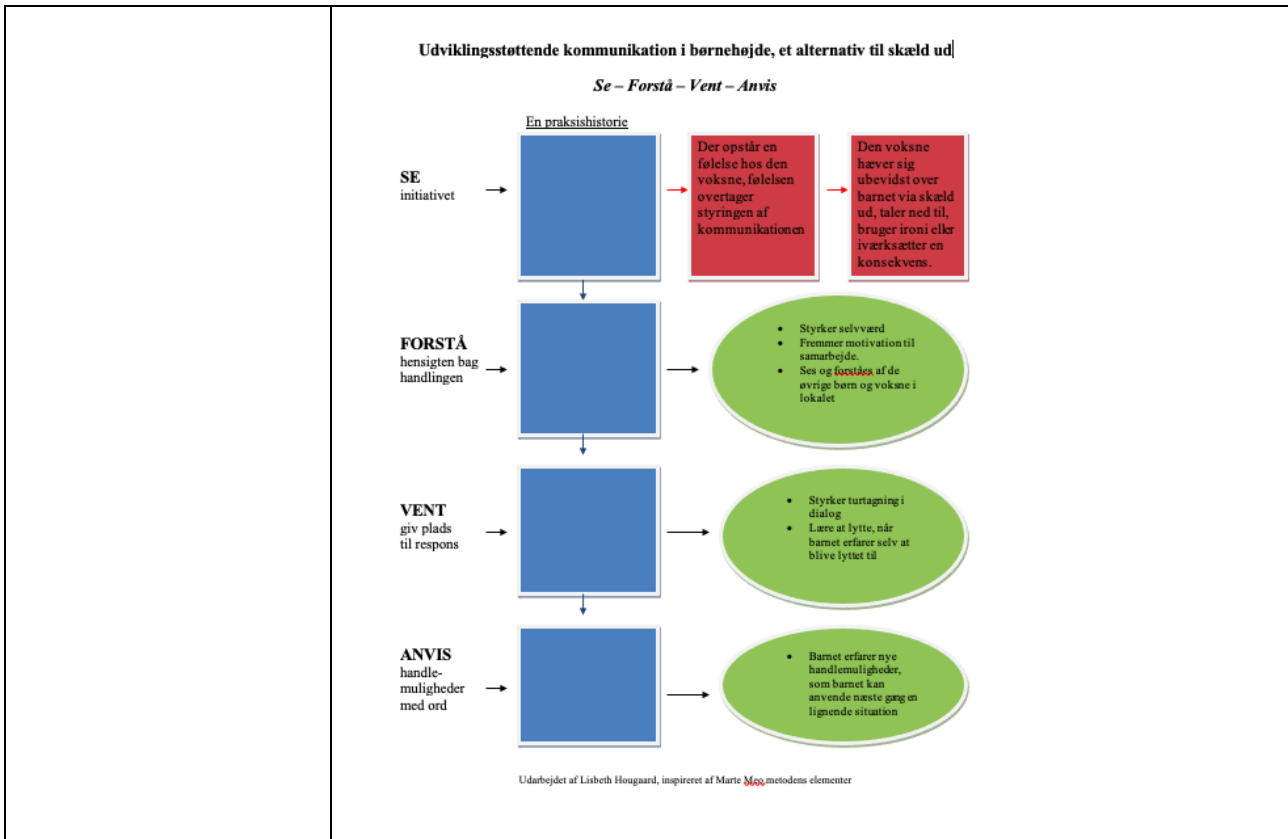 Udviklingsstøttende kommunikation i børnehøjde, et alternativ til skæld ud
Se – Forstå – Vent – Anvis
En praksishistorie
SE
initiativet
Der opstår en
følelse hos den
voksne, følelsen
overtager
styringen af
kommunikationen
Den voksne
hæver sig
ubevidst over
barnet via skæld
ud, taler ned til,
bruger ironi eller
iværksætter en
konsekvens.
FORSTÅ
hensigten bag
handlingen
• Styrker selvværd
• Fremmer motivation til
samarbejde.
• Ses og forståes af de
øvrige børn og voksne i
lokalet
VENT
giv plads
til respons
• Styrker turtagning i
dialog
• Lære at lytte, når
barnet erfarer selv at
blive lyttet til
ANVIS
handle-
muligheder
med ord
• Barnet erfarer nye
handlemuligheder,
som barnet kan
anvende næste gang en
lignende situation
Udarbejdet af Lisbeth Hougaard, inspireret af Marte Meo metodens elementer